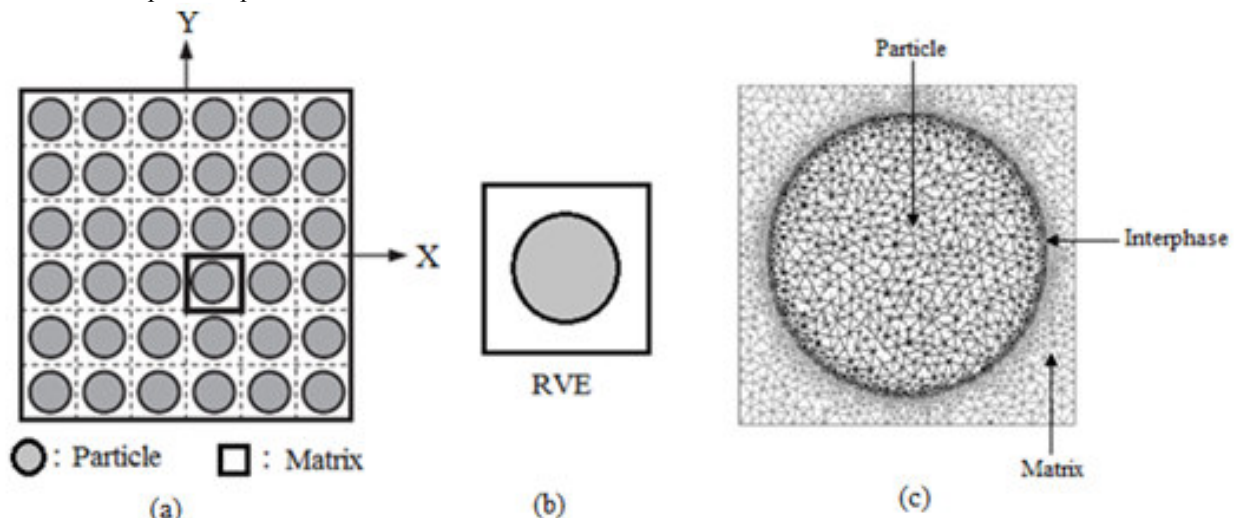 Y
X
: Particle : Matrix
(a)
RVE
(b)
Particle
Interphase
Matrix
(c)